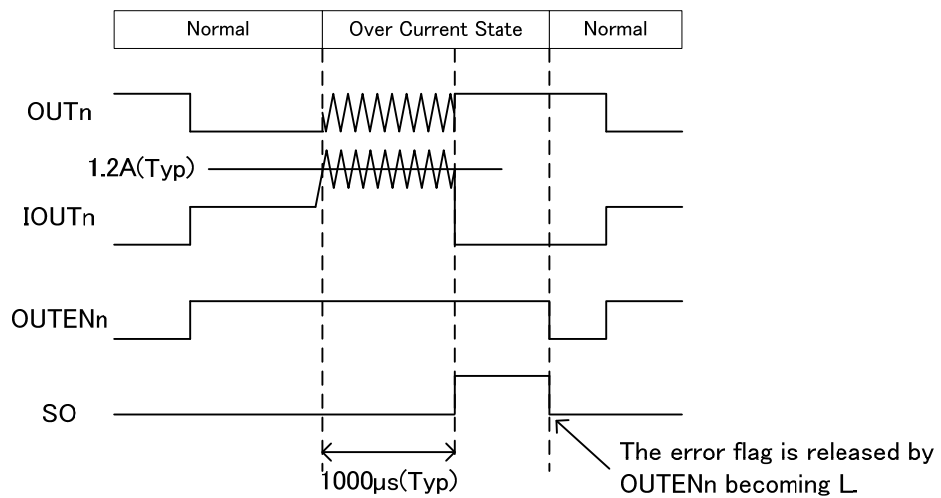 Normal
Over Current State
Normal
OUTn
1.2A(Typ)
IOUTn
OUTENn
SO
1000μs(Typ)
The error flag is released by
OUTENn becoming L.